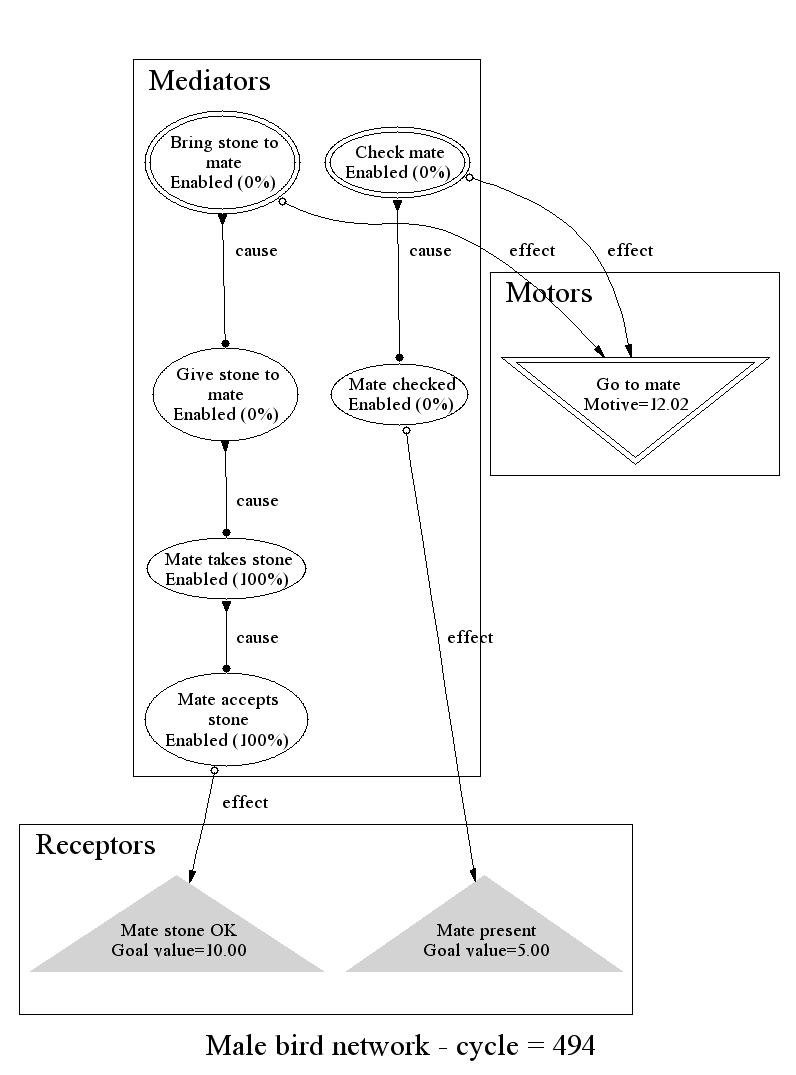 Mediators
Bring stone to
mate
Enabled (0%)
Check mate
Enabled (0%)
cause
cause
effect
effect
Motors
Give stone to
mate
Enabled (0%)
Mate checked
Enabled (0%)
Go to mate
Motive=12.02
cause
Mate takes stone
Enabled (100%)
cause
effect
Mate accepts
stone
Enabled (100%)
effect
Receptors
Mate stone OK
Goal value=10.00
Mate present
Goal value=5.00
Male bird network - cycle = 494